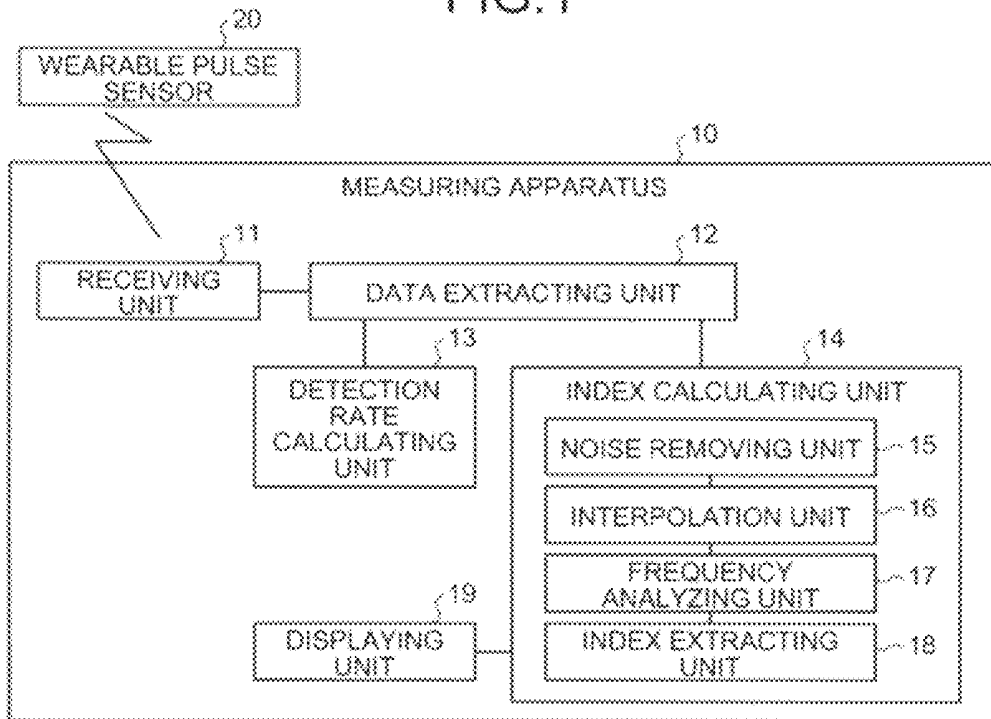 FIG.1
20
WEARABLE PULSE
SENSOR
10
MEASURING APPARATUS
11
RECEIVING
UNIT
12
DATA EXTRACTING UNIT
13
DETECTION
RATE
CALCULATING
UNIT
14
INDEX CALCULATING UNIT
NOISE REMOVING UNIT
15
INTERPOLATION UNIT
16
FREQUENCY
ANALYZING UNIT
17
INDEX EXTRACTING
UNIT
18
19
DISPLAYING
UNIT